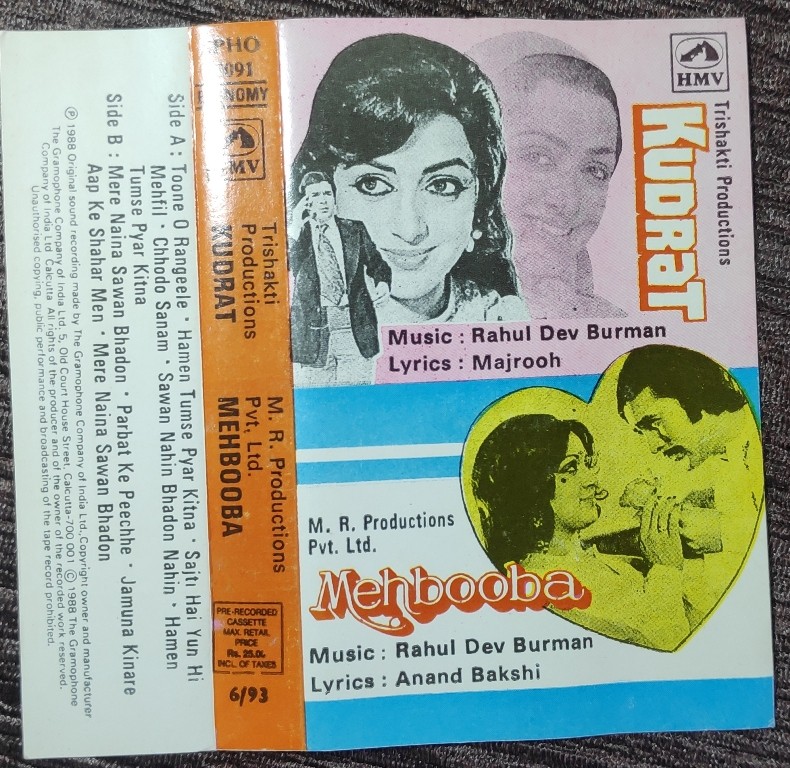 HMV
Trishakti Productions
KUDRaT
Music : Rahul Dev Burman
Lyrics : Majrooh
M. R. Productions
Pvt. Ltd.
Mehbooba
Music : Rahul Dev Burman
Lyrics : Anand Bakshi
PHO
091
NOMY
HMV
Trishakti
Productions
KUDRAT
M. R. Productions
Pvt. Ltd.
MEHBOOBA
PRE-RECORDED
CASSETTE
MAX. RETAIL
PRICE
Rs. 25.00
INCL. OF TAXES
6/93
Side A : Toone O Rangeele · Hamen Tumse Pyar Kitna · Sajti Hai Yun Hi
Mehfil · Chhodo Sanam · Sawan Nahin Bhadon Nahin · Hamen
Tumse Pyar Kitna
Side B : Mere Naina Sawan Bhadon · Parbat Ke Peechhe · Jamuna Kinare
Aap Ke Shahar Men · Mere Naina Sawan Bhadon
Ⓟ 1988 Original sound recording made by The Gramophone Company of India Ltd., Copyright owner and manufacturer
The Gramophone Company of India Ltd, 5, Old Court House Street, Calcutta-700 001 © 1988 The Gramophone
Company of India Ltd Calcutta All rights of the producer and of the owner of the recorded work reserved.
Unauthorised copying, public performance and broadcasting of the tape record prohibited.